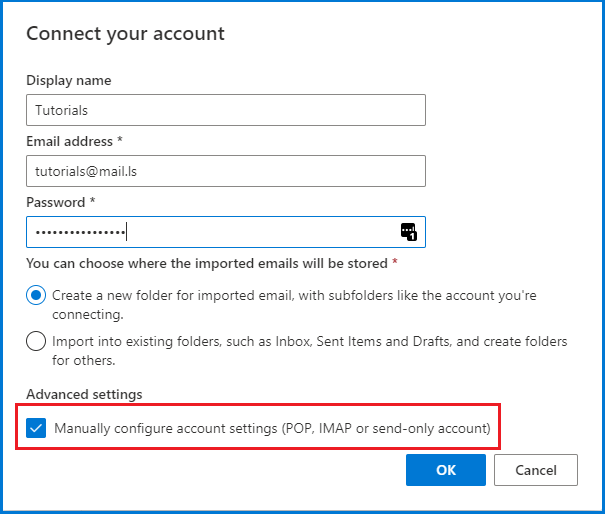 Connect your account
Display name
Tutorials
Email address *
tutorials@mail.ls
Password *
••••••••••••••••
1
You can choose where the imported emails will be stored *
Create a new folder for imported email, with subfolders like the account you're
connecting.
Import into existing folders, such as Inbox, Sent Items and Drafts, and create folders
for others.
Advanced settings
Manually configure account settings (POP, IMAP or send-only account)
OK
Cancel